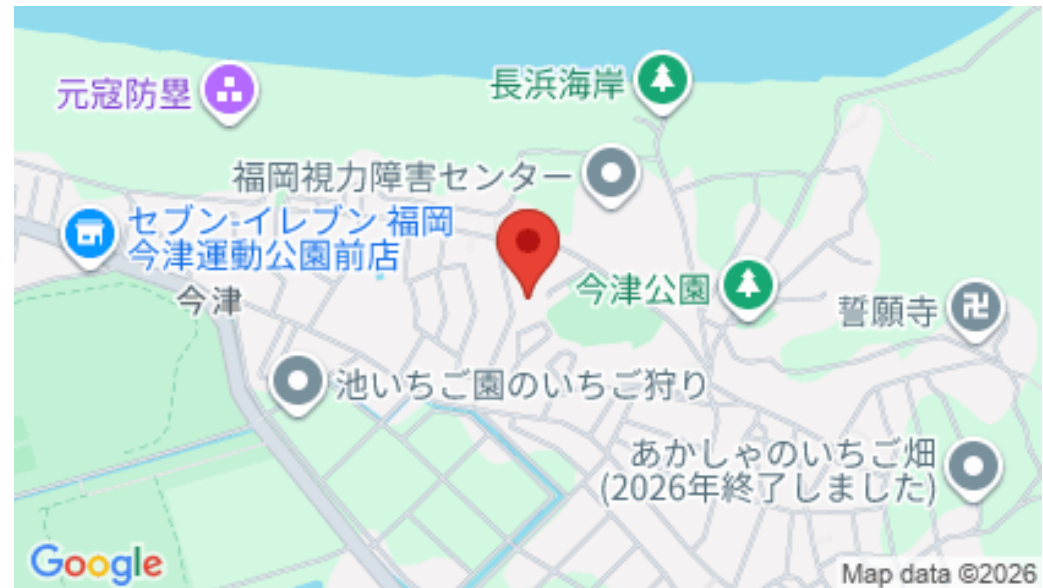 長浜海岸
元寇防塁
福岡視力障害センター
セブン-イレブン 福岡
今津運動公園前店
今津公園
今津
誓願寺
池いちご園のいちご狩り
あかしゃのいちご畑
(2026年終了しました)
Google
Map data ©2026